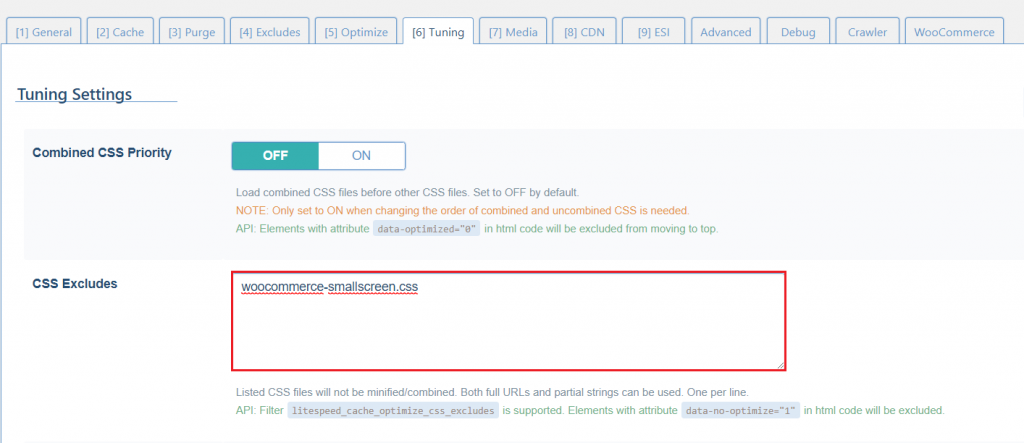 [1] General [2] Cache [3] Purge [4] Excludes [5] Optimize [6] Tuning [7] Media [8] CDN [9] ESI Advanced Debug Crawler WooCommerce
Tuning Settings
Combined CSS Priority OFF ON
Load combined CSS files before other CSS files. Set to OFF by default.
NOTE: Only set to ON when changing the order of combined and uncombined CSS is needed.
API: Elements with attribute data-optimized="0" in html code will be excluded from moving to top.
CSS Excludes woocommerce-smallscreen.css
Listed CSS files will not be minified/combined. Both full URLs and partial strings can be used. One per line.
API: Filter litespeed_cache_optimize_css_excludes is supported. Elements with attribute data-no-optimize="1" in html code will be excluded.